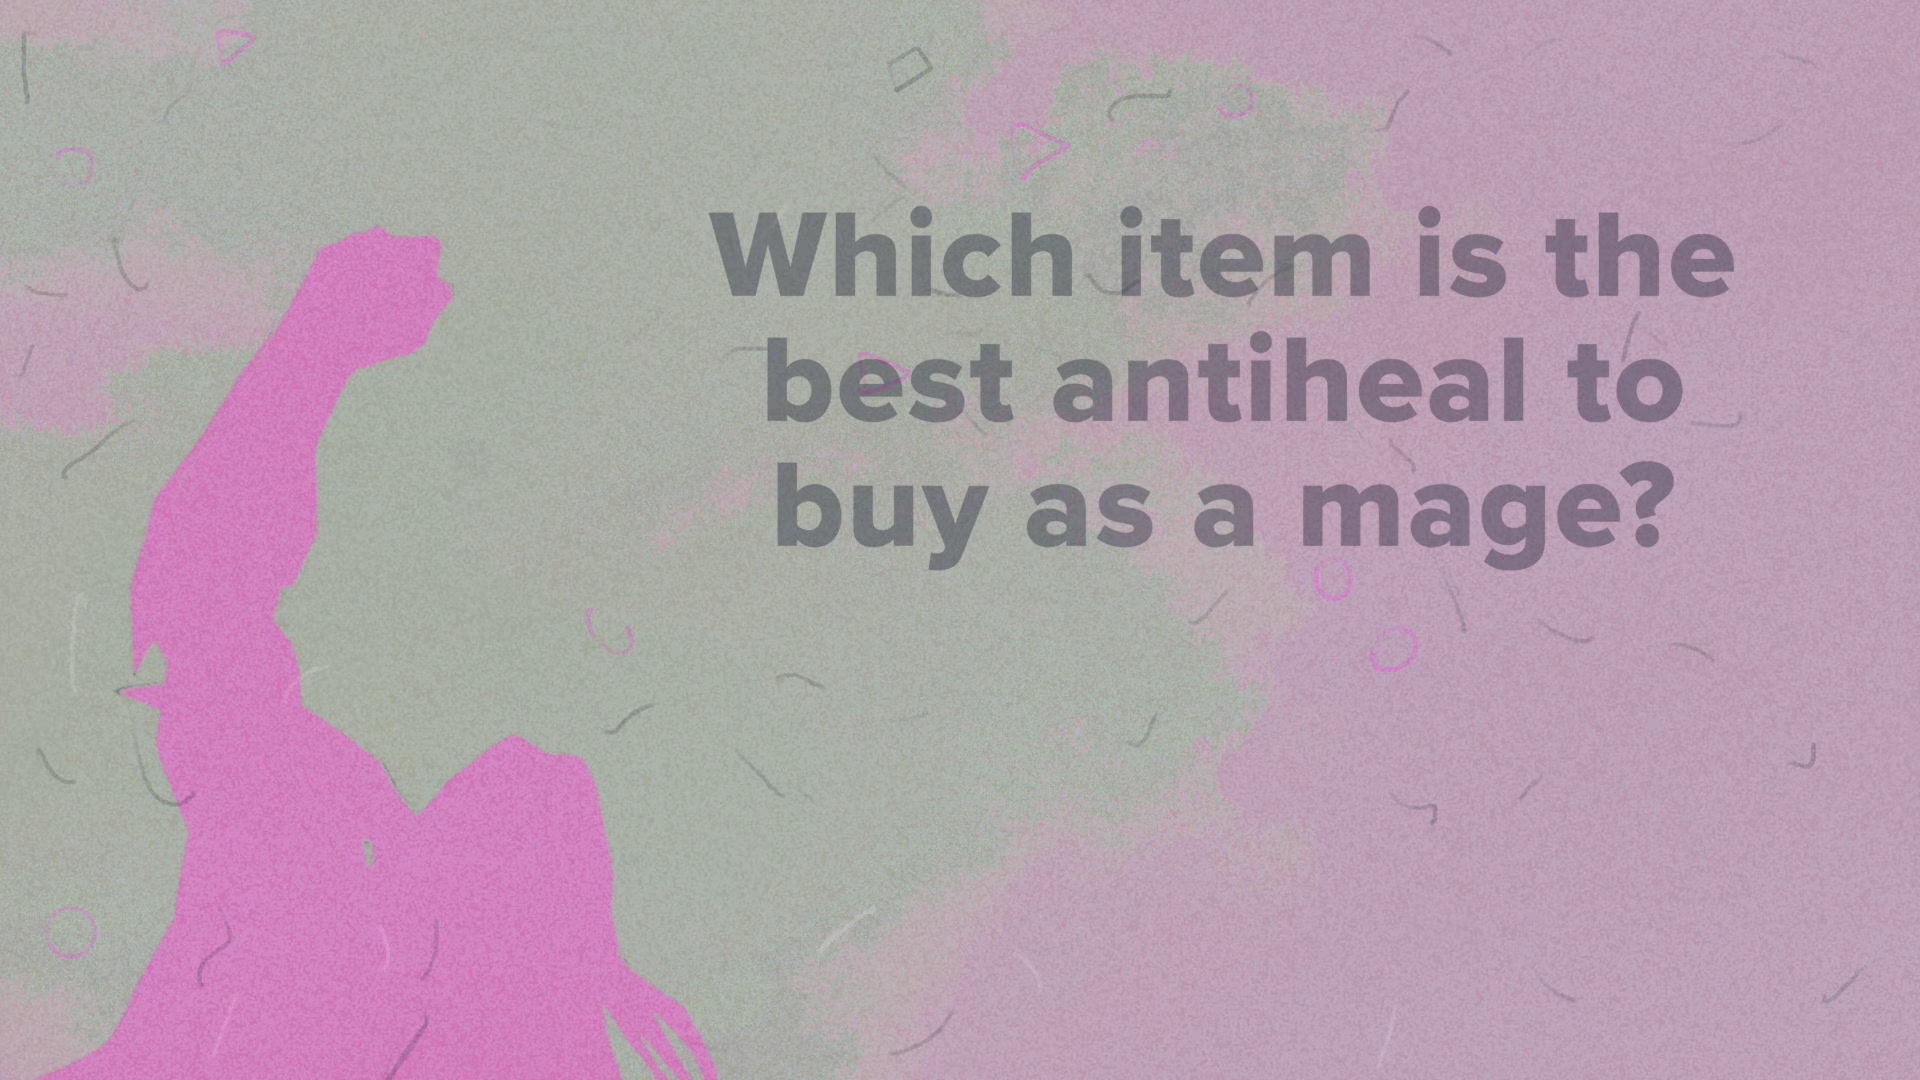 Which item is the
best antiheal to
buy as a mage?